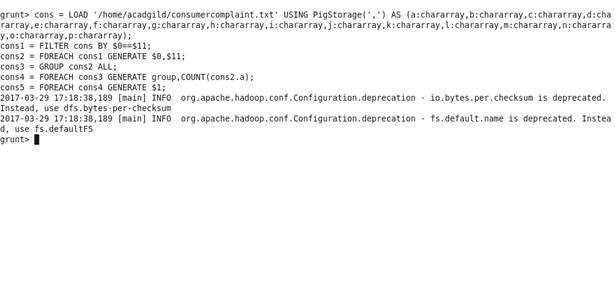 grunt> cons = LOAD '/home/acadgild/consumercomplaint.txt' USING PigStorage(',') AS (a:chararray,b:chararray,c:chararray,d:cha
rarray,e:chararray,f:chararray,g:chararray,h:chararray,i:chararray,j:chararray,k:chararray,l:chararray,m:chararray,n:chararra
y,o:chararray,p:chararray);
cons1 = FILTER cons BY $0==$11;
cons2 = FOREACH cons1 GENERATE $0,$11;
cons3 = GROUP cons2 ALL;
cons4 = FOREACH cons3 GENERATE group,COUNT(cons2.a);
cons5 = FOREACH cons4 GENERATE $1;
2017-03-29 17:18:38,189 [main] INFO  org.apache.hadoop.conf.Configuration.deprecation - io.bytes.per.checksum is deprecated.
Instead, use dfs.bytes-per-checksum
2017-03-29 17:18:38,189 [main] INFO  org.apache.hadoop.conf.Configuration.deprecation - fs.default.name is deprecated. Instea
d, use fs.defaultFS
grunt>